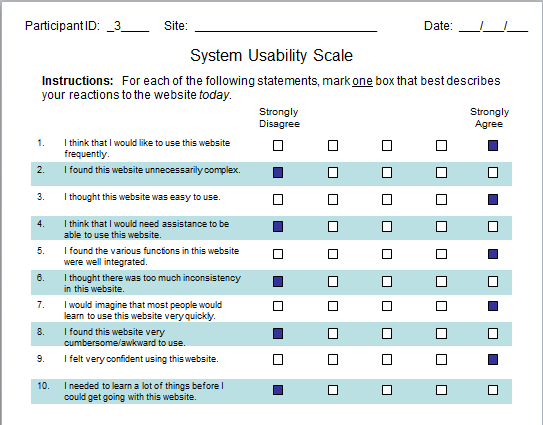 Participant ID: _3____ Site: ____________________________ Date: ___/___/___
System Usability Scale
Instructions: For each of the following statements, mark one box that best describes
your reactions to the website today.
Strongly Strongly
Disagree Agree
1. I think that I would like to use this website
frequently.
2. I found this website unnecessarily complex.
3. I thought this website was easy to use.
4. I think that I would need assistance to be
able to use this website.
5. I found the various functions in this website
were well integrated.
6. I thought there was too much inconsistency
in this website.
7. I would imagine that most people would
learn to use this website very quickly.
8. I found this website very
cumbersome/awkward to use.
9. I felt very confident using this website.
10. I needed to learn a lot of things before I
could get going with this website.